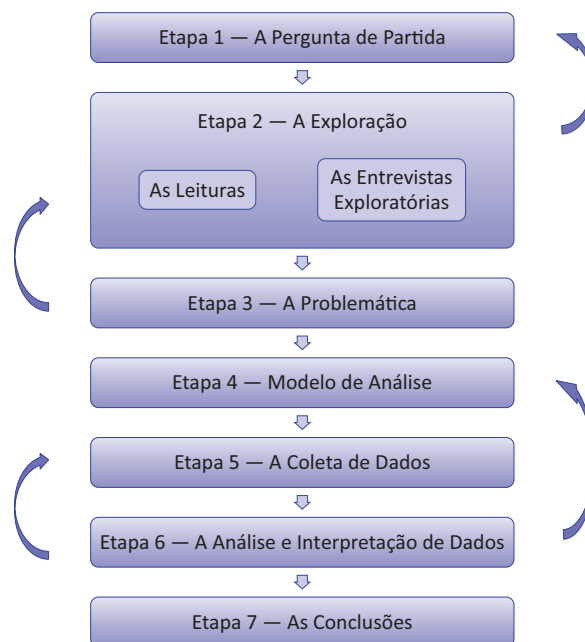 Etapa 1 — A Pergunta de Partida
Etapa 2 — A Exploração
As Leituras
As Entrevistas
Exploratórias
Etapa 3 — A Problemática
Etapa 4 — Modelo de Análise
Etapa 5 — A Coleta de Dados
Etapa 6 — A Análise e Interpretação de Dados
Etapa 7 — As Conclusões